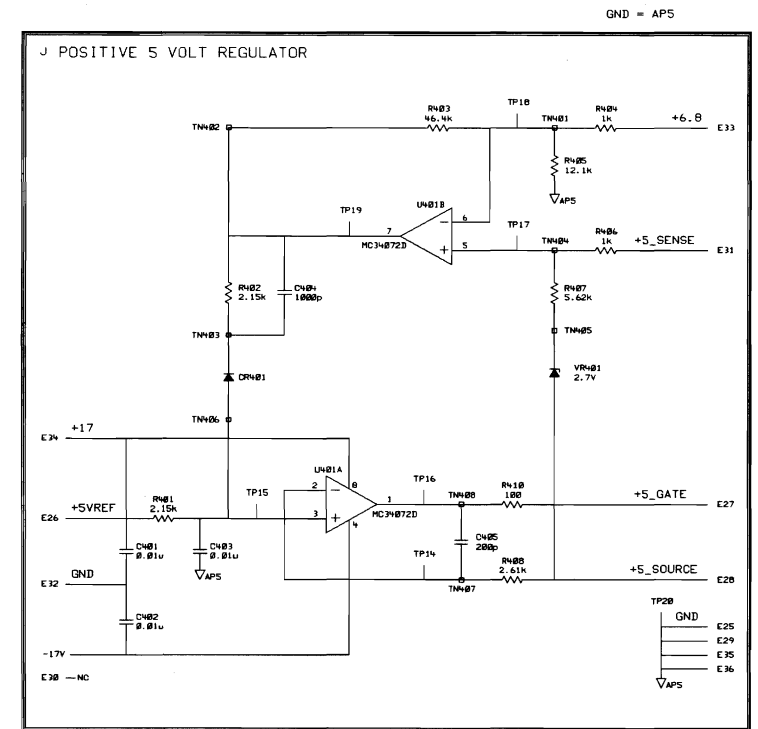 GND = AP5
J POSITIVE 5 VOLT REGULATOR
TP18
R403
46.4k
TN402
TN401
R404
1k
+6.8
E33
R405
12.1k
AP5
U401B
TP19
6
7
5
MC34072D
TP17
TN404
R406
1k
+5_SENSE
E31
R402
2.15k
C404
1000p
R407
5.62k
TN403
TN405
CR401
VR401
2.7V
TN406
E34
+17
U401A
2
8
TP15
TP16
1
TN408
R410
100
+5_GATE
E27
E26
+5VREF
R401
2.15k
3
4
MC34072D
C401
0.01u
C403
0.01u
AP5
C405
200p
E32
GND
TP14
R408
2.61k
TN407
+5_SOURCE
E28
C402
0.01u
TP20
GND
E25
E29
E35
E36
AP5
-17V
E30 —NC